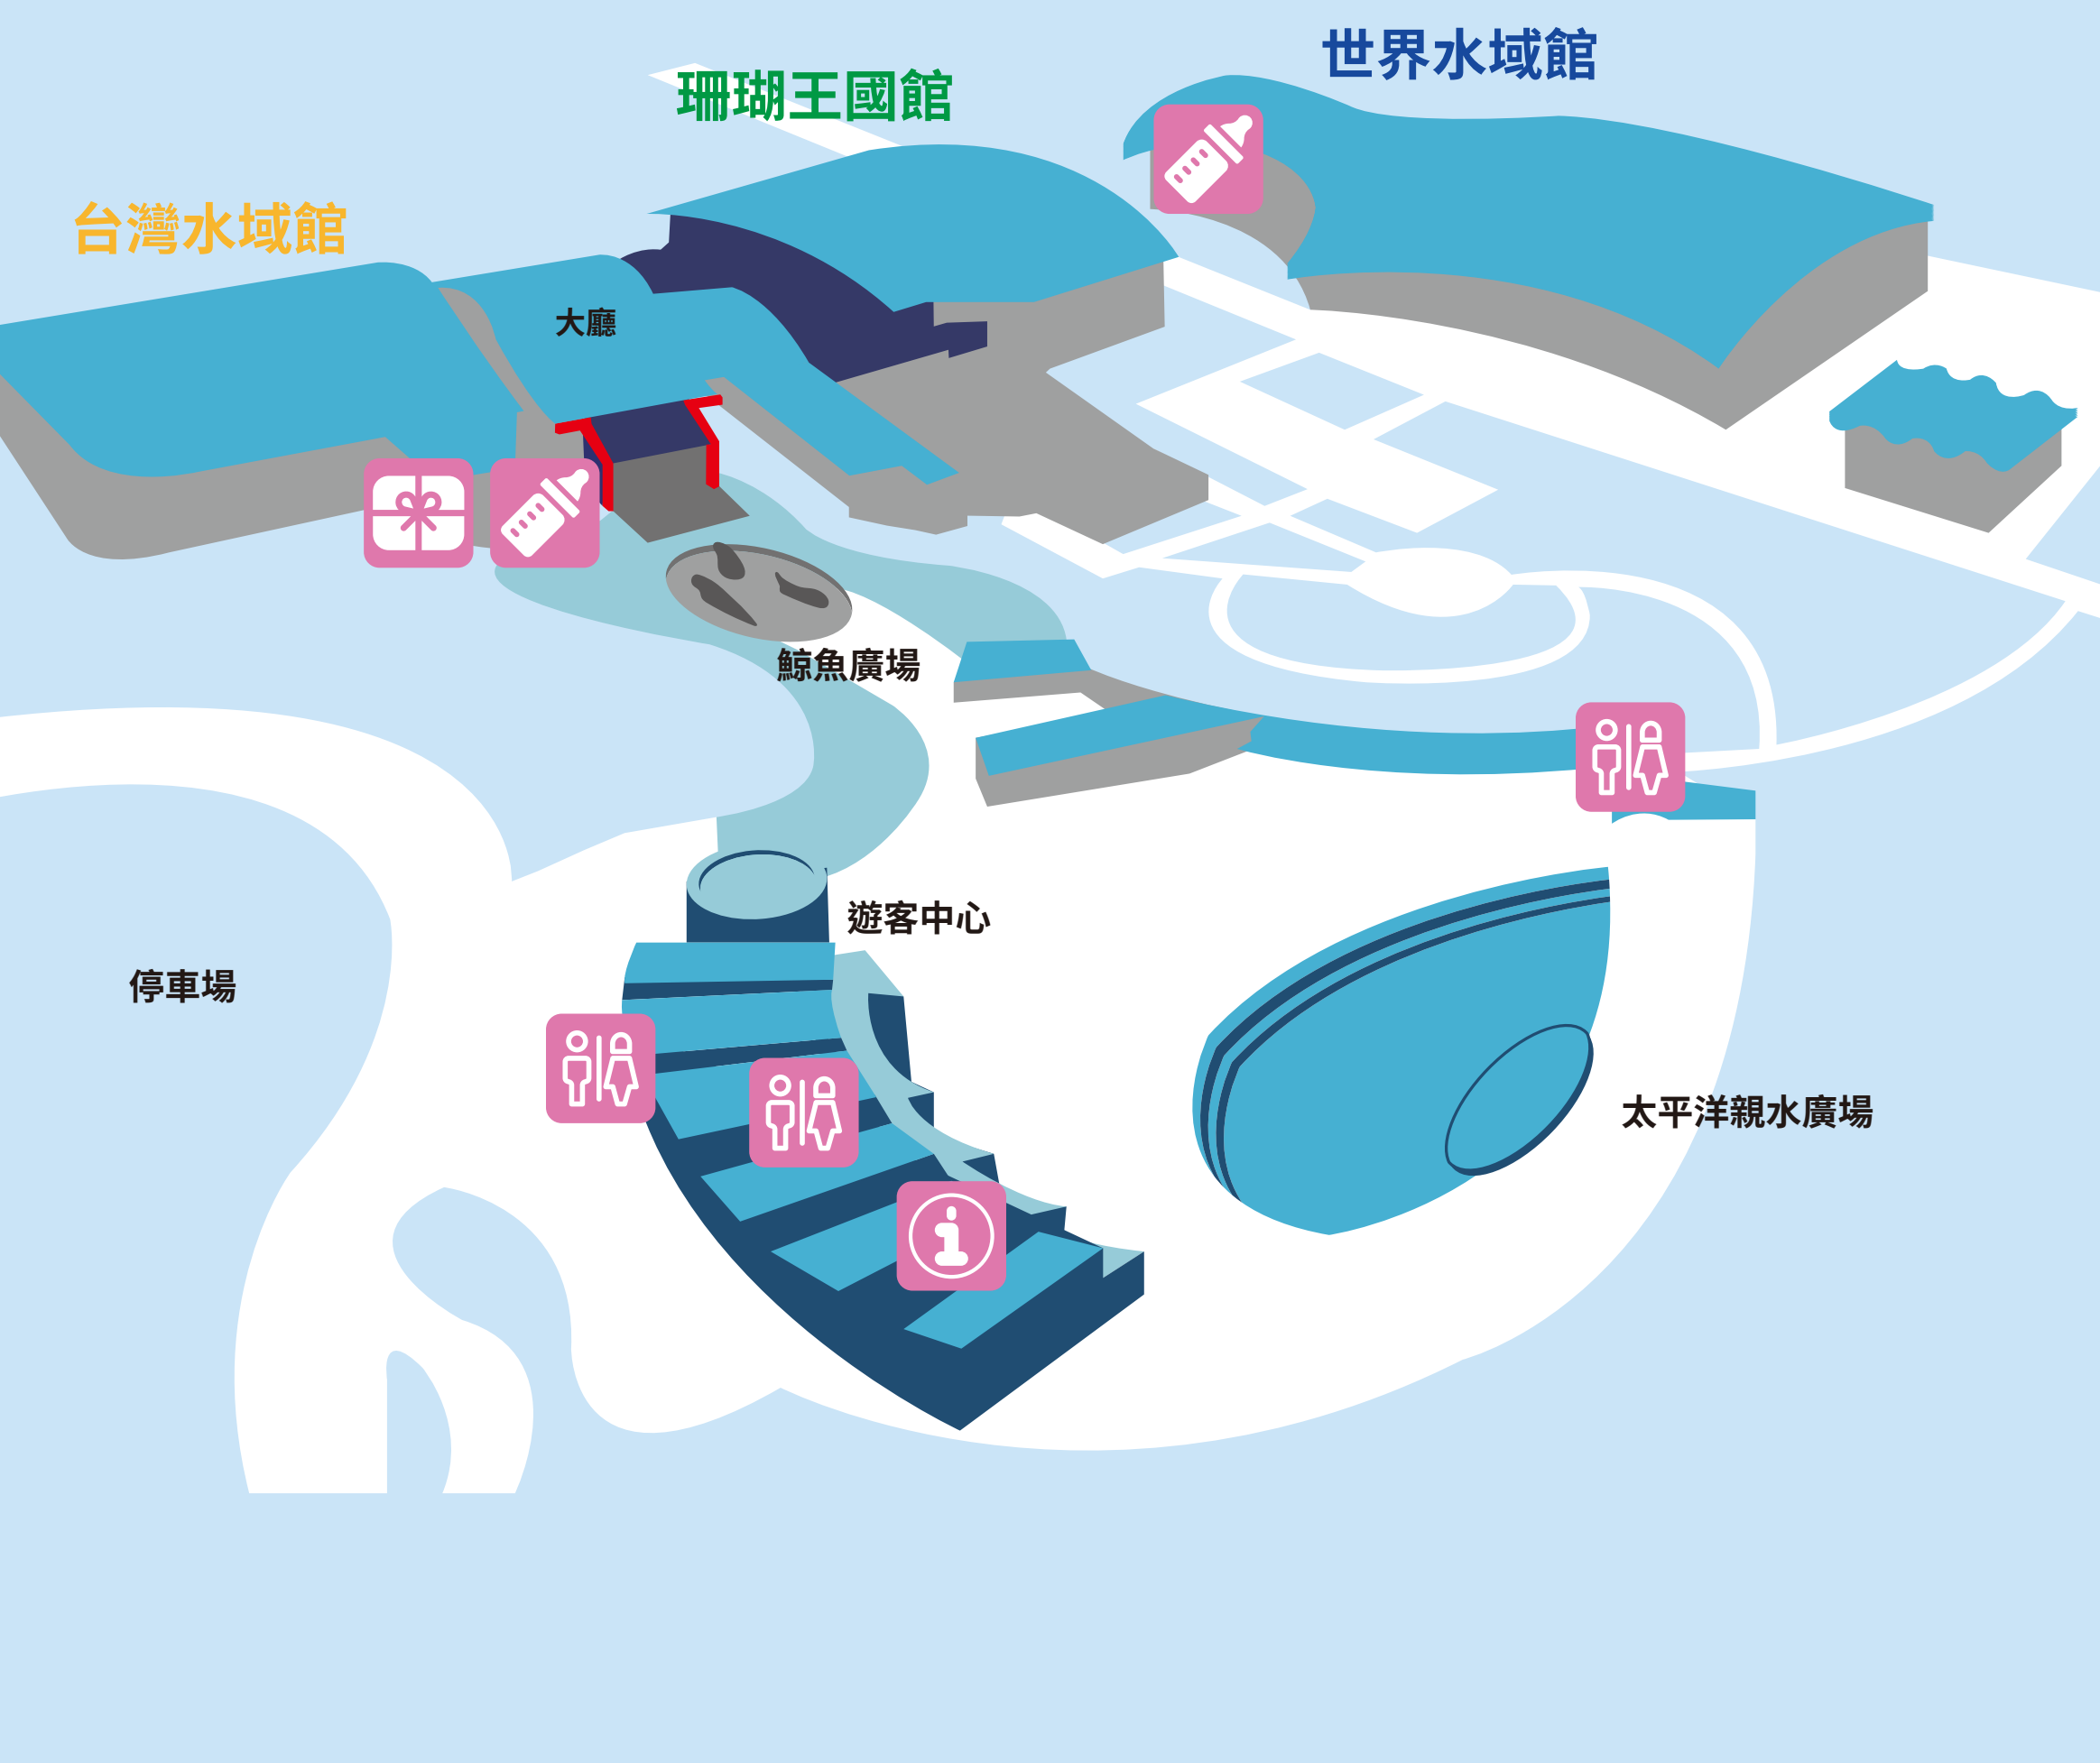 世界水域館
珊瑚王國館
台灣水域館
大廳
鯨魚廣場
遊客中心
停車場
太平洋親水廣場